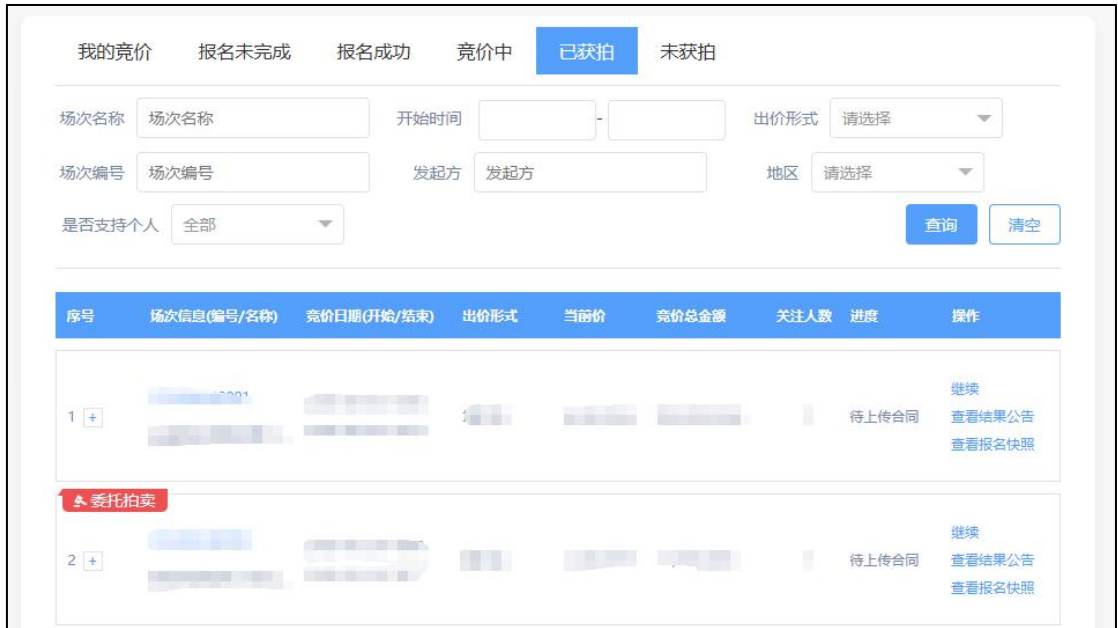 我的竞价 报名未完成 报名成功 竞价中 已获拍 未获拍
场次名称 场次名称 开始时间 - 出价形式 请选择
场次编号 场次编号 发起方 发起方 地区 请选择
是否支持个人 全部 查询 清空
序号 场次信息(编号/名称) 竞价日期(开始/结束) 出价形式 当前价 竞价总金额 关注人数 进度 操作
继续
1 + 待上传合同 查看结果公告
查看报名快照
委托拍卖
继续
2 + 待上传合同 查看结果公告
查看报名快照